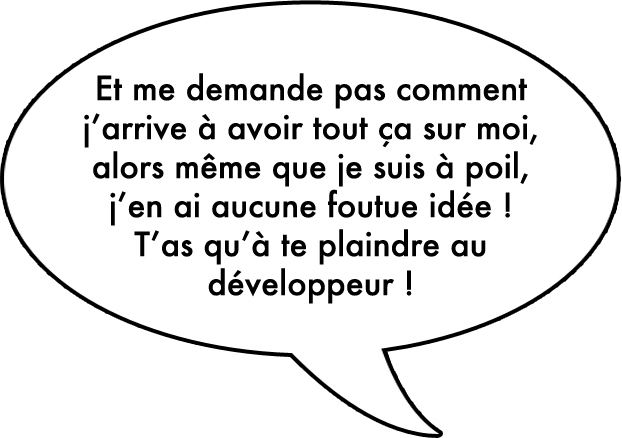 Et me demande pas comment
j’arrive à avoir tout ça sur moi,
alors même que je suis à poil,
j’en ai aucune foutue idée !
T’as qu’à te plaindre au
développeur !